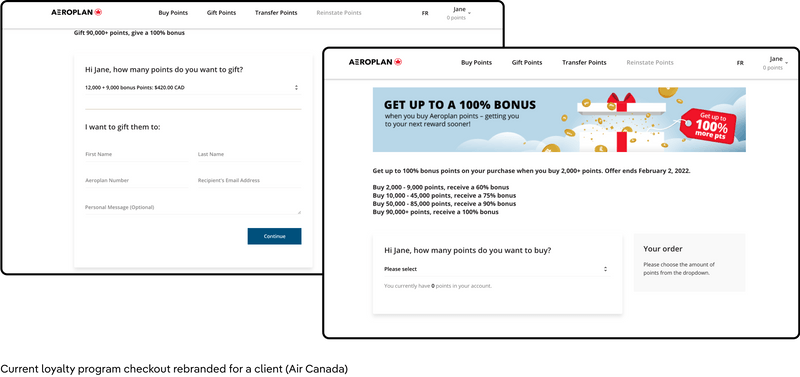 AEROPLAN
Buy Points Gift Points Transfer Points Reinstate Points
FR
Jane
0 points
Gift 90,000+ points, give a 100% bonus
Hi Jane, how many points do you want to gift?
12,000 + 9,000 bonus Points: $420.00 CAD
I want to gift them to:
First Name Last Name
Aeroplan Number Recipient's Email Address
Personal Message (Optional)
Continue
AEROPLAN
Buy Points Gift Points Transfer Points Reinstate Points
FR
Jane
0 points
GET UP TO A 100% BONUS
when you buy Aeroplan points – getting you
to your next reward sooner!
Get up to
100%
more pts
Get up to 100% bonus points on your purchase when you buy 2,000+ points. Offer ends February 2, 2022.
Buy 2,000 - 9,000 points, receive a 60% bonus
Buy 10,000 - 45,000 points, receive a 75% bonus
Buy 50,000 - 85,000 points, receive a 90% bonus
Buy 90,000+ points, receive a 100% bonus
Hi Jane, how many points do you want to buy?
Please select
You currently have 0 points in your account.
Your order
Please choose the amount of
points from the dropdown.
Current loyalty program checkout rebranded for a client (Air Canada)